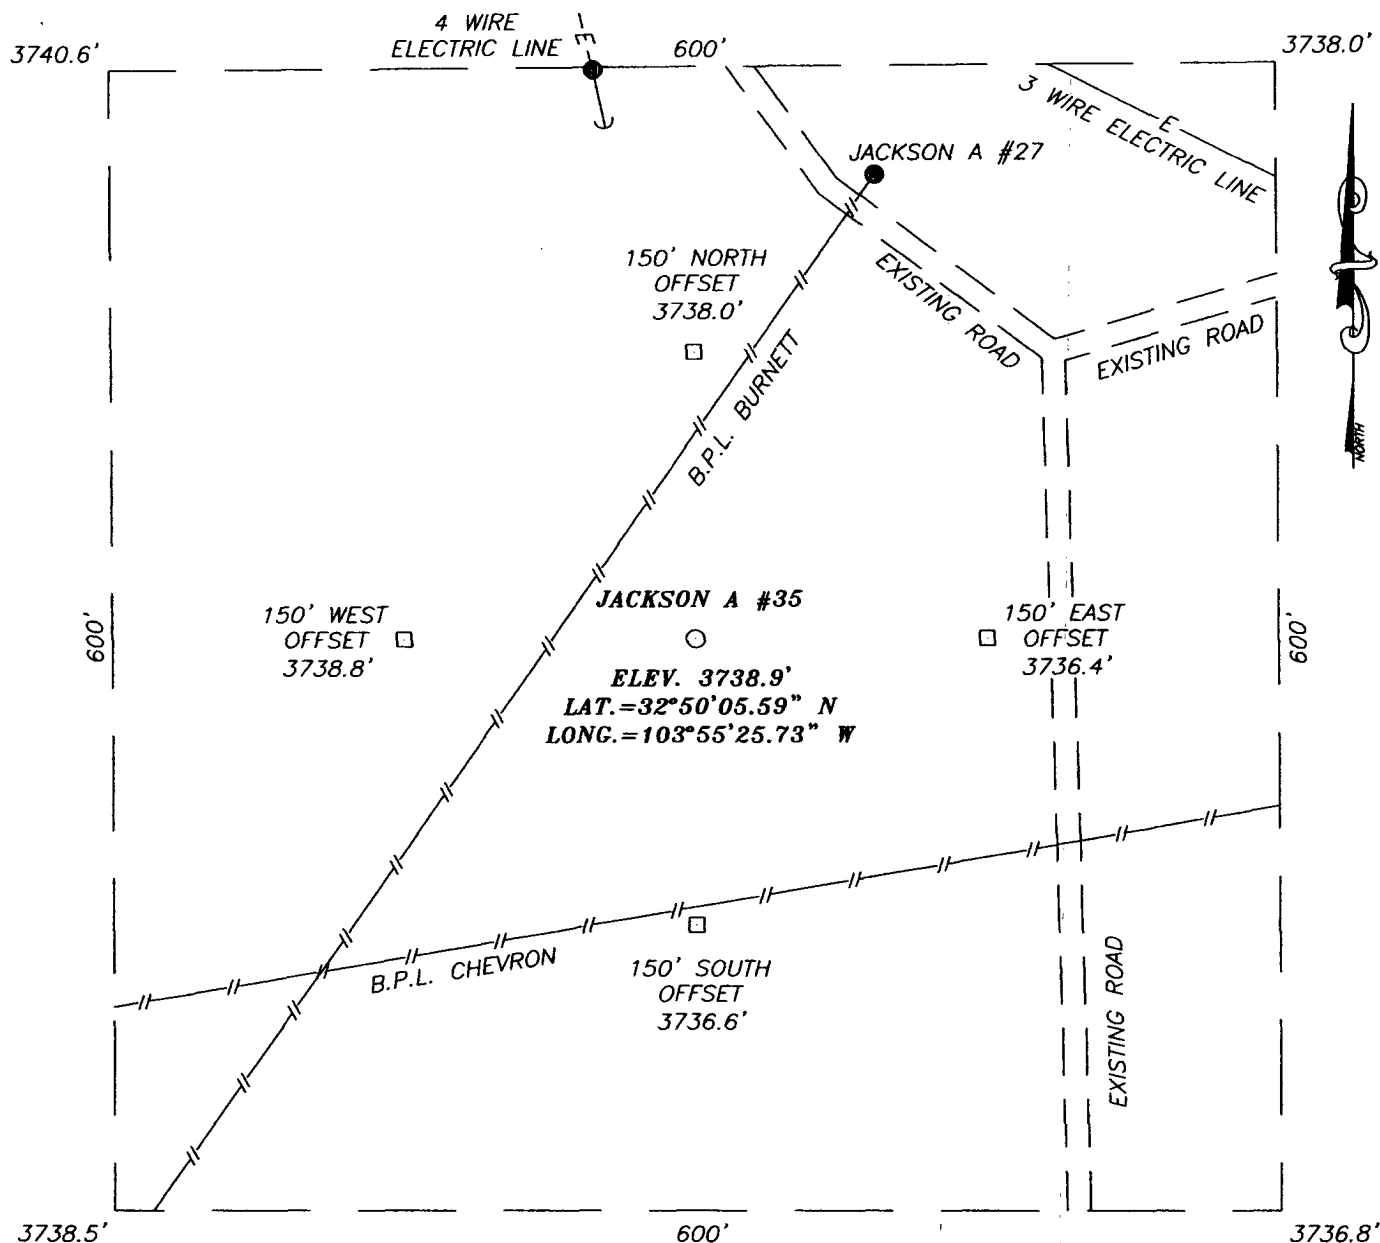 4 WIRE
ELECTRIC LINE
E
600'
3740.6'
3738.0'
3 WIRE ELECTRIC LINE
E
JACKSON A #27
150' NORTH
OFFSET
3738.0'
EXISTING ROAD
EXISTING ROAD
B.P.L. BURNETT
NORTH
600'
150' WEST
OFFSET
3738.8'
JACKSON A #35
ELEV. 3738.9'
LAT.=32°50'05.59" N
LONG.=103°55'25.73" W
150' EAST
OFFSET
3736.4'
600'
B.P.L. CHEVRON
150' SOUTH
OFFSET
3736.6'
EXISTING ROAD
3738.5'
600'
3736.8'